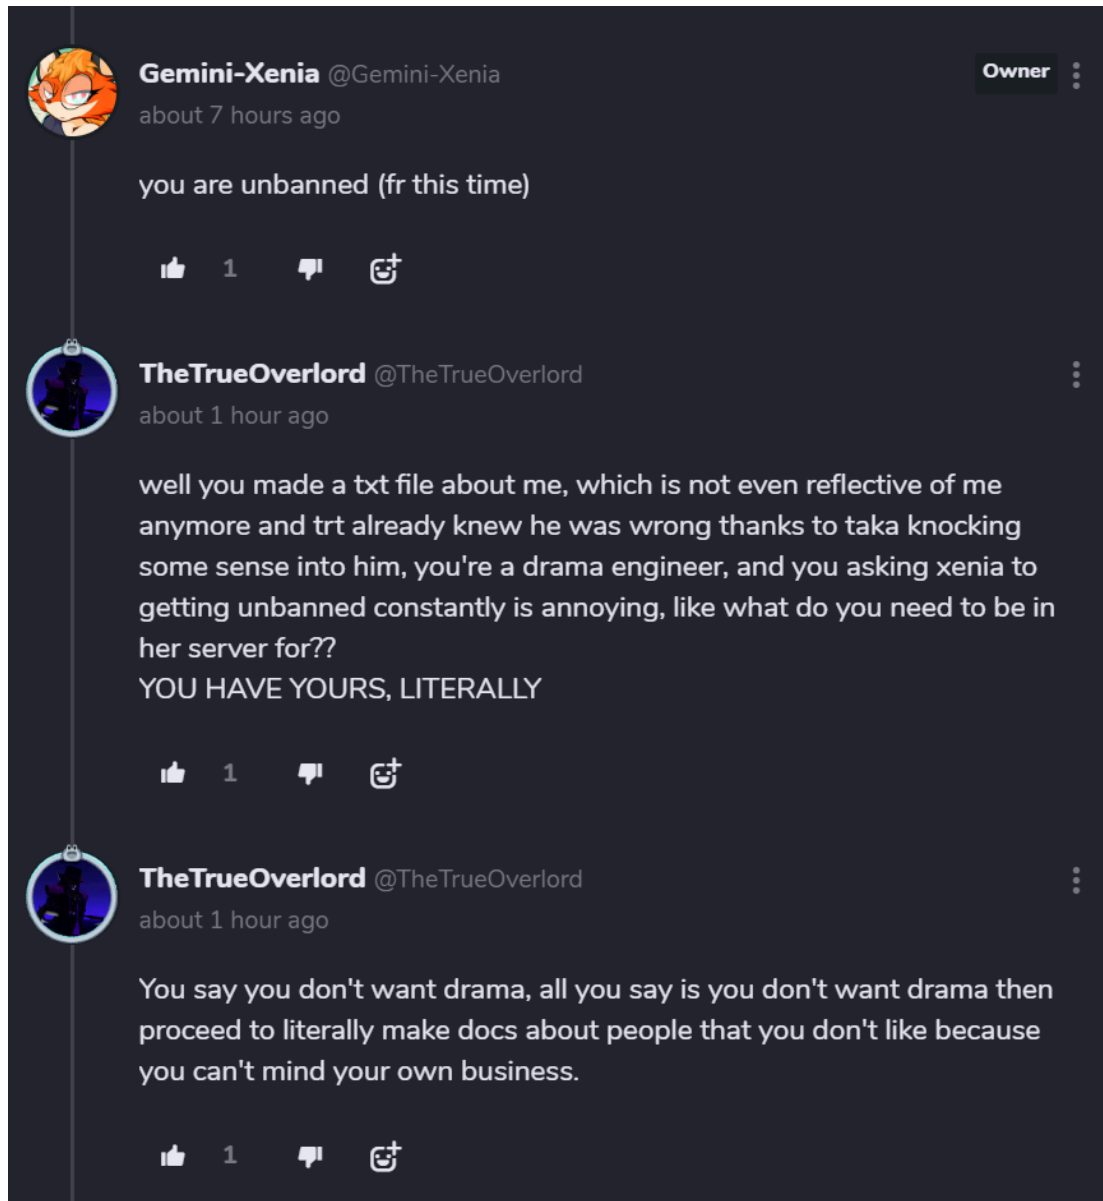 Gemini-Xenia @Gemini-Xenia Owner
about 7 hours ago
you are unbanned (fr this time)
1
TheTrueOverlord @TheTrueOverlord
about 1 hour ago
well you made a txt file about me, which is not even reflective of me
anymore and trt already knew he was wrong thanks to taka knocking
some sense into him, you're a drama engineer, and you asking xenia to
getting unbanned constantly is annoying, like what do you need to be in
her server for??
YOU HAVE YOURS, LITERALLY
1
TheTrueOverlord @TheTrueOverlord
about 1 hour ago
You say you don't want drama, all you say is you don't want drama then
proceed to literally make docs about people that you don't like because
you can't mind your own business.
1